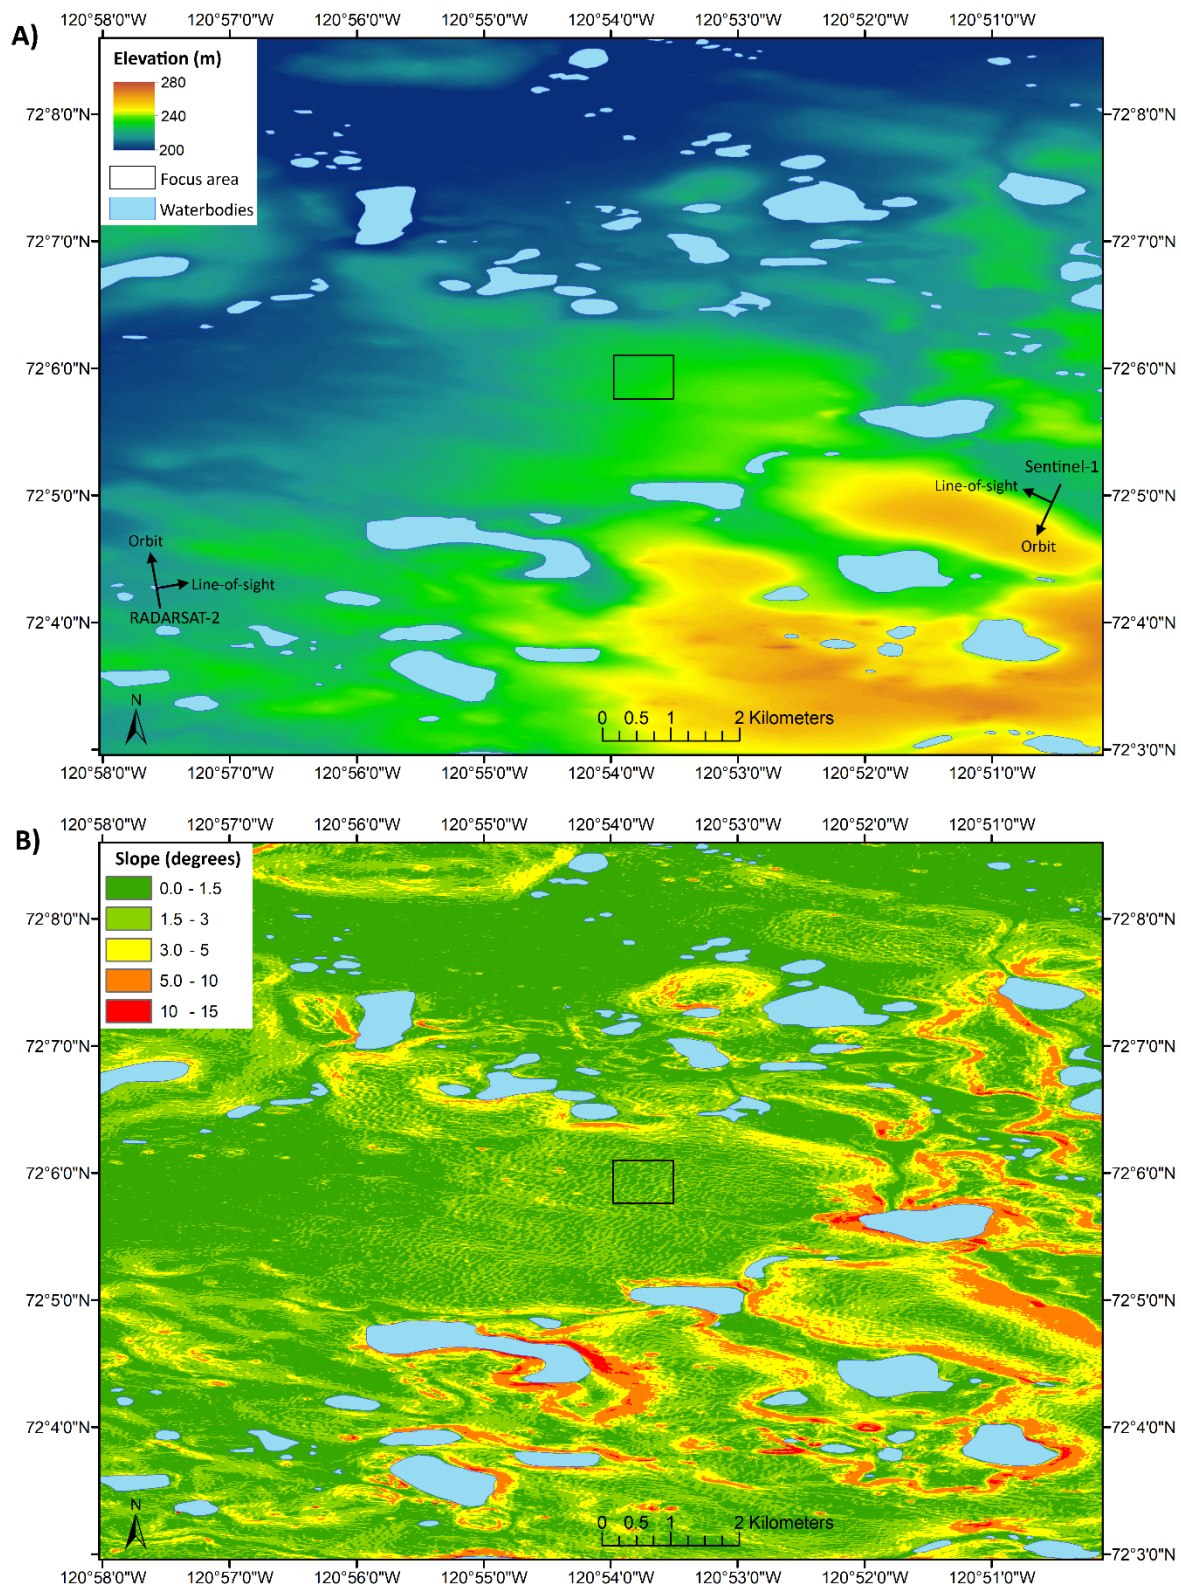 A)
120°58'0"W 120°57'0"W 120°56'0"W 120°55'0"W 120°54'0"W 120°53'0"W 120°52'0"W 120°51'0"W
Elevation (m)
280
240
200
Focus area
Waterbodies
72°8'0"N 72°8'0"N
72°7'0"N 72°7'0"N
72°6'0"N 72°6'0"N
72°5'0"N 72°5'0"N
72°4'0"N 72°4'0"N
72°3'0"N
Sentinel-1
Line-of-sight
Orbit
Orbit
Line-of-sight
RADARSAT-2
N
0 0.5 1 2 Kilometers
120°58'0"W 120°57'0"W 120°56'0"W 120°55'0"W 120°54'0"W 120°53'0"W 120°52'0"W 120°51'0"W
B)
120°58'0"W 120°57'0"W 120°56'0"W 120°55'0"W 120°54'0"W 120°53'0"W 120°52'0"W 120°51'0"W
Slope (degrees)
0.0 - 1.5
1.5 - 3
3.0 - 5
5.0 - 10
10 - 15
72°8'0"N 72°8'0"N
72°7'0"N 72°7'0"N
72°6'0"N 72°6'0"N
72°5'0"N 72°5'0"N
72°4'0"N 72°4'0"N
72°3'0"N
N
0 0.5 1 2 Kilometers
120°58'0"W 120°57'0"W 120°56'0"W 120°55'0"W 120°54'0"W 120°53'0"W 120°52'0"W 120°51'0"W